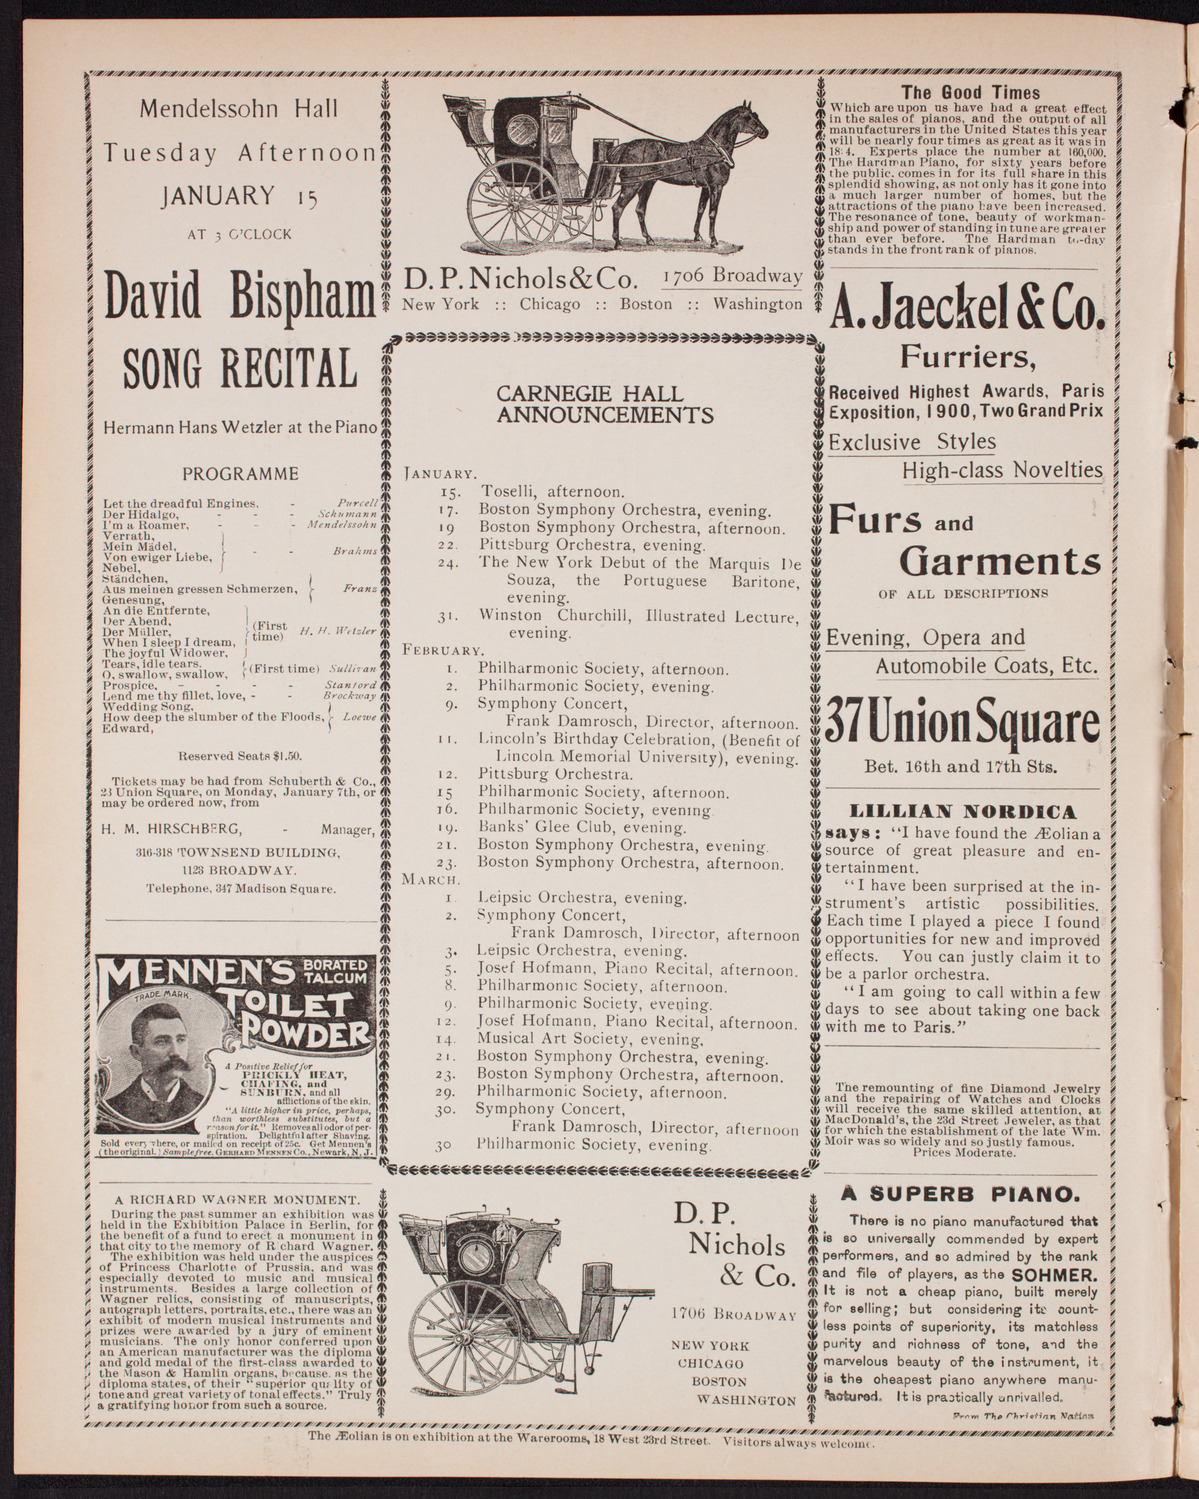 Mendelssohn Hall
Tuesday Afternoon
JANUARY 15
AT 3 O'CLOCK
David Bispham
SONG RECITAL
Hermann Hans Wetzler at the Piano
PROGRAMME
Let the dreadful Engines, - Purcell
Der Hidalgo, - - - Schumann
I'm a Roamer, - - - Mendelssohn
Verrath,
Mein Mädel,
Von ewiger Liebe, - - Brahms
Nebel,
Ständchen,
Aus meinen gressen Schmerzen, Franz
Genesung,
An die Entfernte,
Der Abend,
Der Müller, (First time) H. H. Wetzler
When I sleep I dream,
The joyful Widower,
Tears, idle tears.
O, swallow, swallow, (First time) Sullivan
Prospice, - - - - Stanford
Lend me thy fillet, love, - - Brockway
Wedding Song,
How deep the slumber of the Floods, Loewe
Edward,
Reserved Seats $1.50.
Tickets may be had from Schuberth & Co.,
23 Union Square, on Monday, January 7th, or
may be ordered now, from
H. M. HIRSCHBERG, - Manager,
316-318 TOWNSEND BUILDING,
1123 BROADWAY.
Telephone, 347 Madison Square.
MENNEN'S BORATED
TALCUM
TOILET
POWDER
TRADE MARK
A Positive Relief for
PRICKLY HEAT,
CHAFING, and
SUNBURN, and all
afflictions of the skin.
"A little higher in price, perhaps,
than worthless substitutes, but a
reason for it." Removes all odor of per-
spiration. Delightful after Shaving.
Sold everywhere, or mailed on receipt of 25c. Get Mennen's
(the original.) Sample free. GERHARD MENNEN CO., Newark, N. J.
A RICHARD WAGNER MONUMENT.
During the past summer an exhibition was
held in the Exhibition Palace in Berlin, for
the benefit of a fund to erect a monument in
that city to the memory of Richard Wagner.
The exhibition was held under the auspices
of Princess Charlotte of Prussia, and was
especially devoted to music and musical
instruments. Besides a large collection of
Wagner relics, consisting of manuscripts,
autograph letters, portraits, etc., there was an
exhibit of modern musical instruments and
prizes were awarded by a jury of eminent
musicians. The only honor conferred upon
an American manufacturer was the diploma
and gold medal of the first-class awarded to
the Mason & Hamlin organs, because, as the
diploma states, of their "superior quality of
tone and great variety of tonal effects." Truly
a gratifying honor from such a source.
D. P. Nichols & Co. 1706 Broadway
New York :: Chicago :: Boston :: Washington
CARNEGIE HALL
ANNOUNCEMENTS
JANUARY.
15. Toselli, afternoon.
17. Boston Symphony Orchestra, evening.
19 Boston Symphony Orchestra, afternoon.
22. Pittsburg Orchestra, evening.
24. The New York Debut of the Marquis De
Souza, the Portuguese Baritone,
evening.
31. Winston Churchill, Illustrated Lecture,
evening.
FEBRUARY.
1. Philharmonic Society, afternoon.
2. Philharmonic Society, evening.
9. Symphony Concert,
Frank Damrosch, Director, afternoon.
11. Lincoln's Birthday Celebration, (Benefit of
Lincoln Memorial University), evening.
12. Pittsburg Orchestra.
15 Philharmonic Society, afternoon.
16. Philharmonic Society, evening
19. Banks' Glee Club, evening.
21. Boston Symphony Orchestra, evening.
23. Boston Symphony Orchestra, afternoon.
MARCH.
1 Leipsic Orchestra, evening.
2. Symphony Concert,
Frank Damrosch, Director, afternoon
3. Leipsic Orchestra, evening.
5. Josef Hofmann, Piano Recital, afternoon.
8. Philharmonic Society, afternoon.
9. Philharmonic Society, evening.
12. Josef Hofmann, Piano Recital, afternoon.
14. Musical Art Society, evening.
21. Boston Symphony Orchestra, evening.
23. Boston Symphony Orchestra, afternoon.
29. Philharmonic Society, afternoon.
30. Symphony Concert,
Frank Damrosch, Director, afternoon
30 Philharmonic Society, evening.
D. P.
Nichols
& Co.
1706 BROADWAY
NEW YORK
CHICAGO
BOSTON
WASHINGTON
The Good Times
Which are upon us have had a great effect
in the sales of pianos, and the output of all
manufacturers in the United States this year
will be nearly four times as great as it was in
18 4. Experts place the number at 160,000.
The Hardman Piano, for sixty years before
the public, comes in for its full share in this
splendid showing, as not only has it gone into
a much larger number of homes, but the
attractions of the piano have been increased.
The resonance of tone, beauty of workman-
ship and power of standing in tune are greater
than ever before. The Hardman to-day
stands in the front rank of pianos.
A. Jaeckel & Co.
Furriers,
Received Highest Awards, Paris
Exposition, 1900, Two Grand Prix
Exclusive Styles
High-class Novelties
Furs and
Garments
OF ALL DESCRIPTIONS
Evening, Opera and
Automobile Coats, Etc.
37 Union Square
Bet. 16th and 17th Sts.
LILLIAN NORDICA
says: "I have found the Æolian a
source of great pleasure and en-
tertainment.
"I have been surprised at the in-
strument's artistic possibilities.
Each time I played a piece I found
opportunities for new and improved
effects. You can justly claim it to
be a parlor orchestra.
"I am going to call within a few
days to see about taking one back
with me to Paris."
The remounting of fine Diamond Jewelry
and the repairing of Watches and Clocks
will receive the same skilled attention, at
MacDonald's, the 23d Street Jeweler, as that
for which the establishment of the late Wm.
Moir was so widely and so justly famous.
Prices Moderate.
A SUPERB PIANO.
There is no piano manufactured that
is so universally commended by expert
performers, and so admired by the rank
and file of players, as the SOHMER.
It is not a cheap piano, built merely
for selling; but considering its count-
less points of superiority, its matchless
purity and richness of tone, and the
marvelous beauty of the instrument, it
is the cheapest piano anywhere manu-
factured. It is practically unrivalled.
From The Christian Nation
The Æolian is on exhibition at the Warerooms, 18 West 23rd Street. Visitors always welcome.